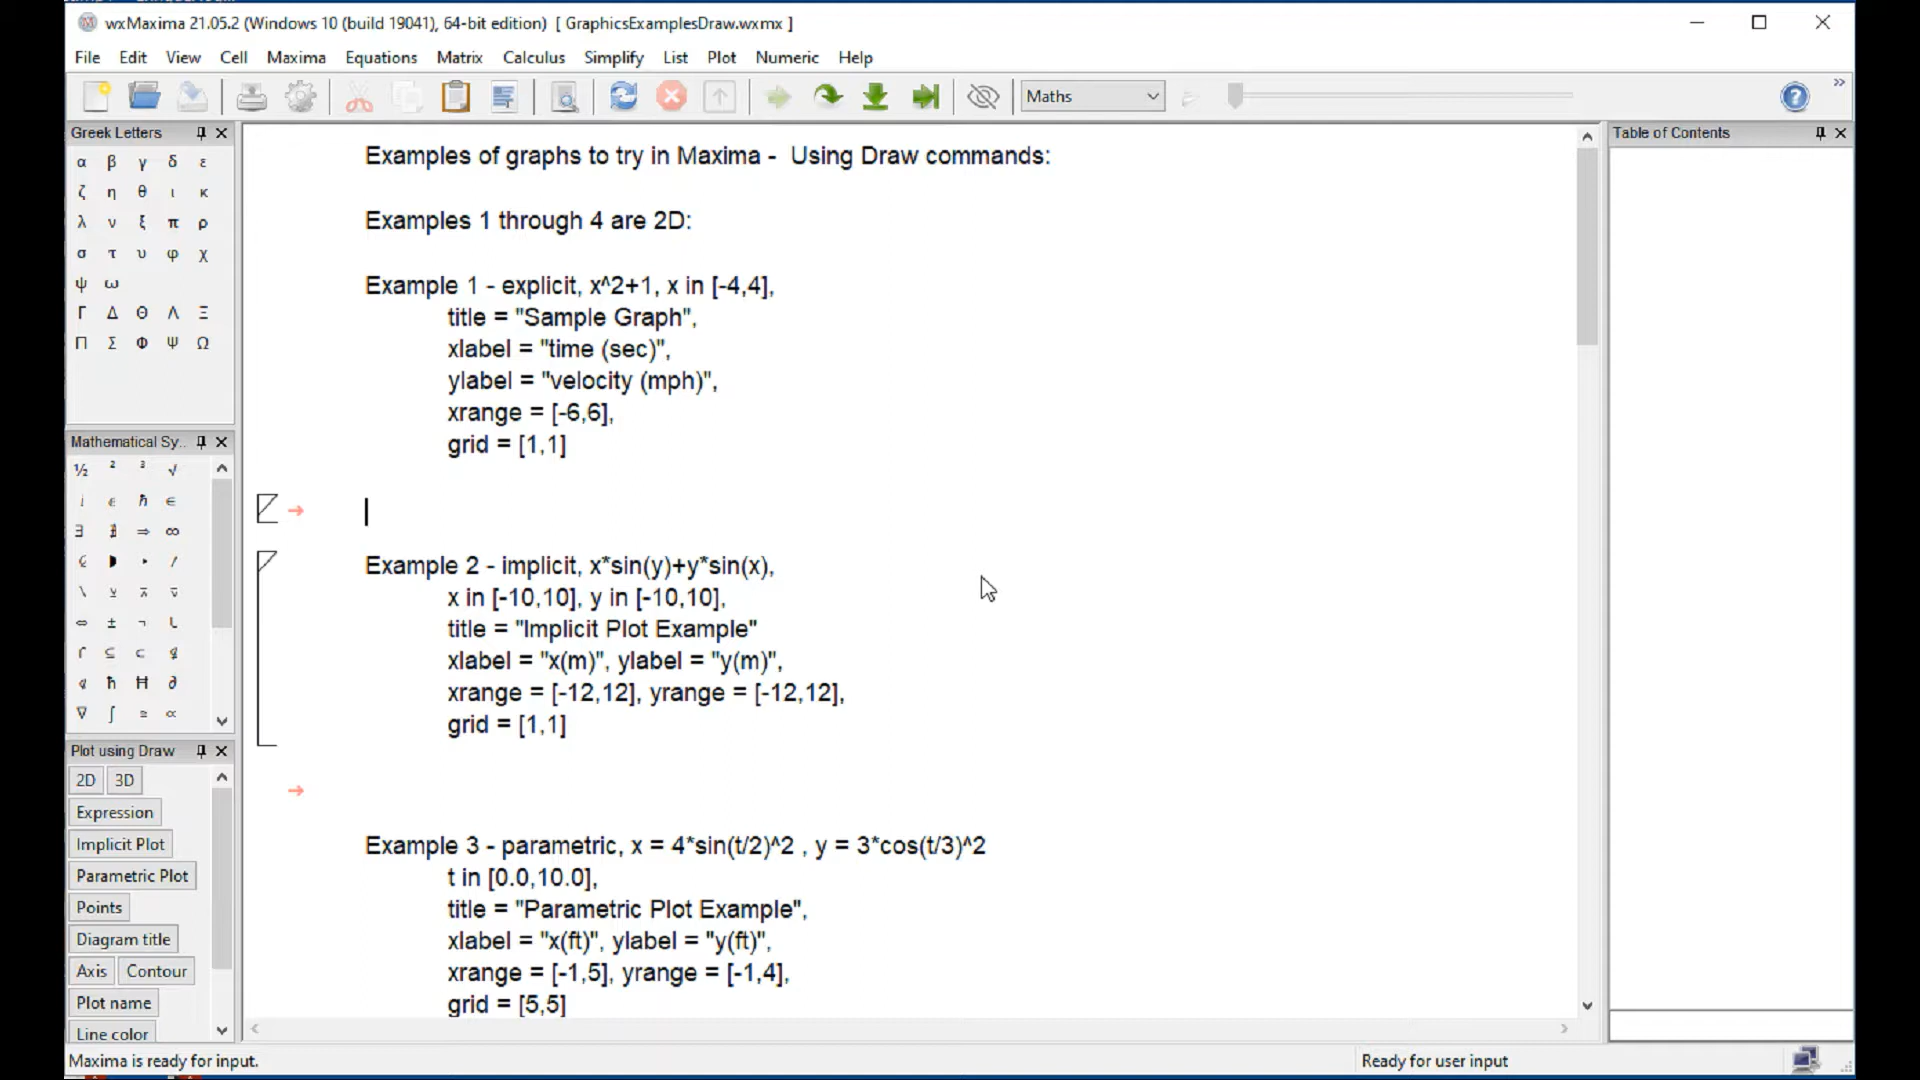 wxMaxima 21.05.2 (Windows 10 (build 19041), 64-bit edition) [ GraphicsExamplesDraw.wxmx ]
File Edit View Cell Maxima Equations Matrix Calculus Simplify List Plot Numeric Help
Maths
Greek Letters
α β γ δ ε
ζ η θ ι κ
λ ν ξ π ρ
σ τ υ φ χ
ψ ω
Γ Δ Θ Λ Ξ
Π Σ Φ Ψ Ω
Mathematical Sy..
½ ² ³ √
ħ ∈
∃ ∄ ⇒ ∞
⇔ ± ¬
⊆ ⊂
ħ Ħ ∂
∇ ∫ ≅ ∝
Plot using Draw
2D 3D
Expression
Implicit Plot
Parametric Plot
Points
Diagram title
Axis Contour
Plot name
Line color
Examples of graphs to try in Maxima - Using Draw commands:
Examples 1 through 4 are 2D:
Example 1 - explicit, x^2+1, x in [-4,4],
title = "Sample Graph",
xlabel = "time (sec)",
ylabel = "velocity (mph)",
xrange = [-6,6],
grid = [1,1]
Example 2 - implicit, x*sin(y)+y*sin(x),
x in [-10,10], y in [-10,10],
title = "Implicit Plot Example"
xlabel = "x(m)", ylabel = "y(m)",
xrange = [-12,12], yrange = [-12,12],
grid = [1,1]
Example 3 - parametric, x = 4*sin(t/2)^2 , y = 3*cos(t/3)^2
t in [0.0,10.0],
title = "Parametric Plot Example",
xlabel = "x(ft)", ylabel = "y(ft)",
xrange = [-1,5], yrange = [-1,4],
grid = [5,5]
Table of Contents
Maxima is ready for input.
Ready for user input